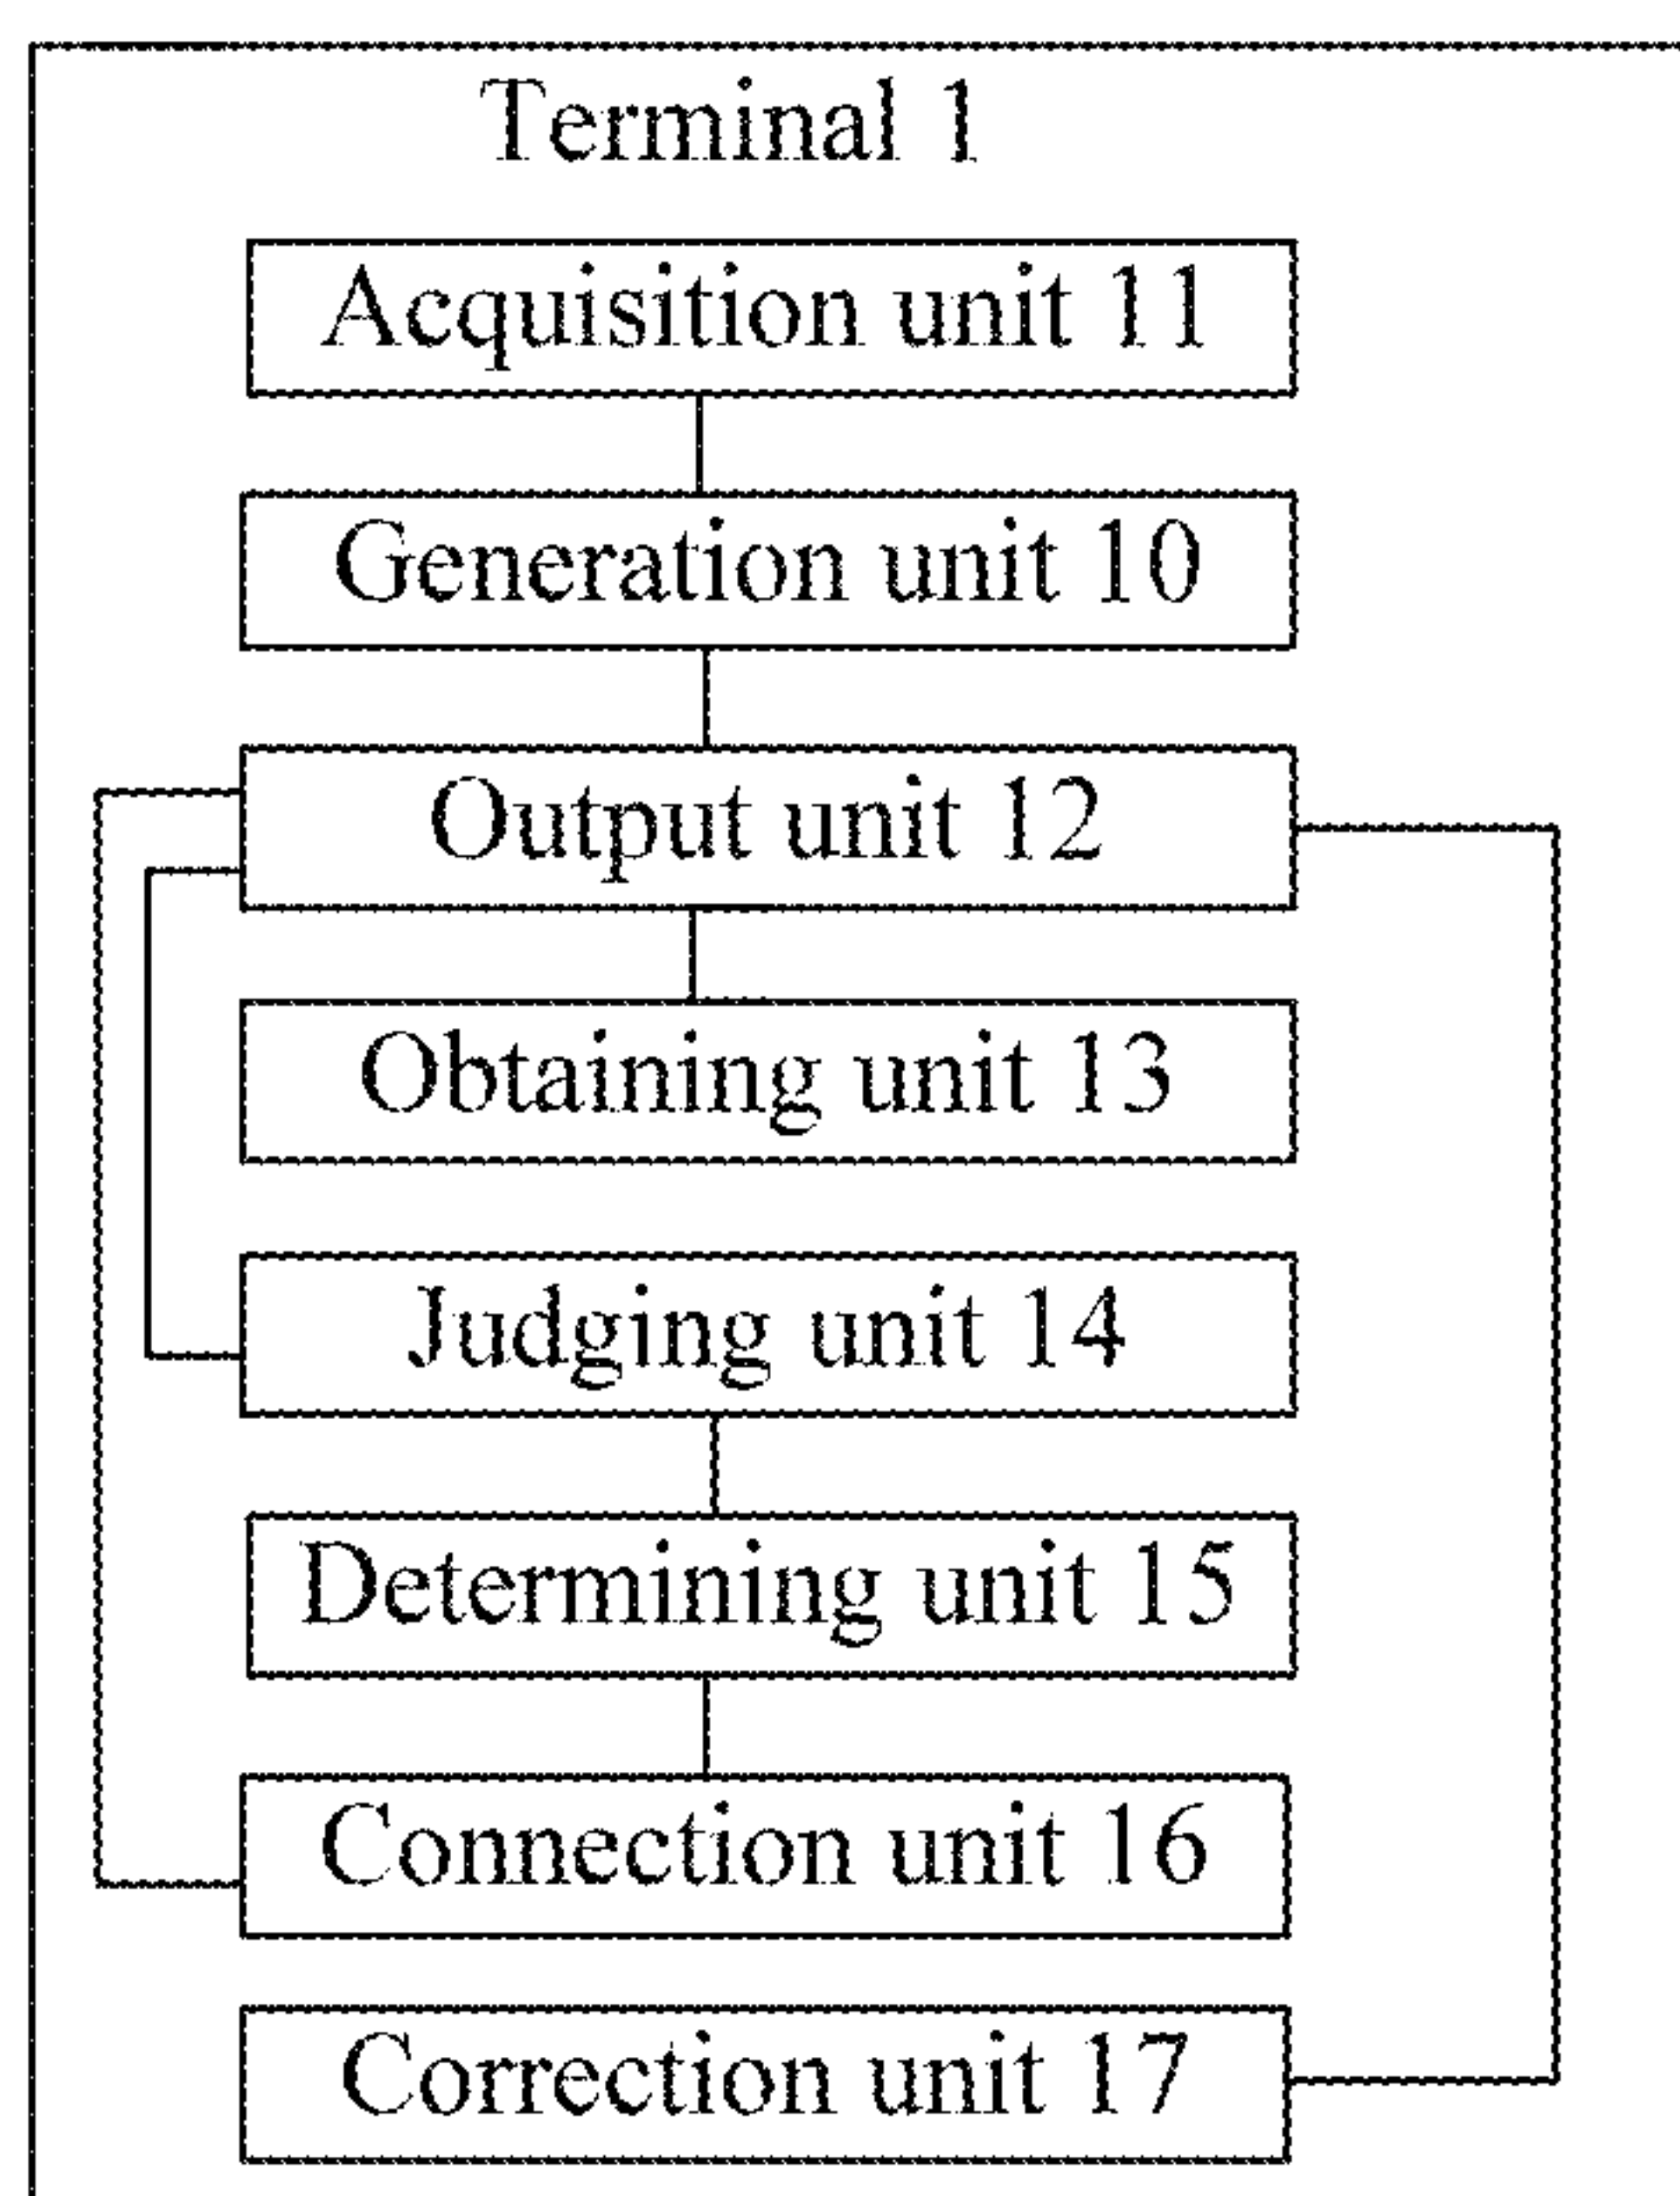 Terminal 1
Acquisition unit 11
Generation unit 10
Output unit 12
Obtaining unit 13
Judging unit 14
Determining unit 15
Connection unit 16
Correction unit 17